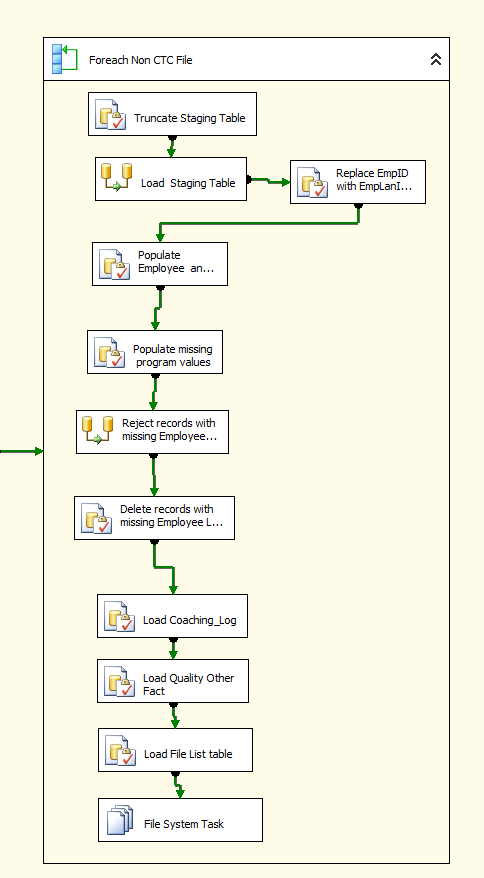 Foreach Non CTC File
Truncate Staging Table
Load Staging Table
Replace EmpID
with EmpLanI...
Populate
Employee an...
Populate missing
program values
Reject records with
missing Employee...
Delete records with
missing Employee L...
Load Coaching_Log
Load Quality Other
Fact
Load File List table
File System Task